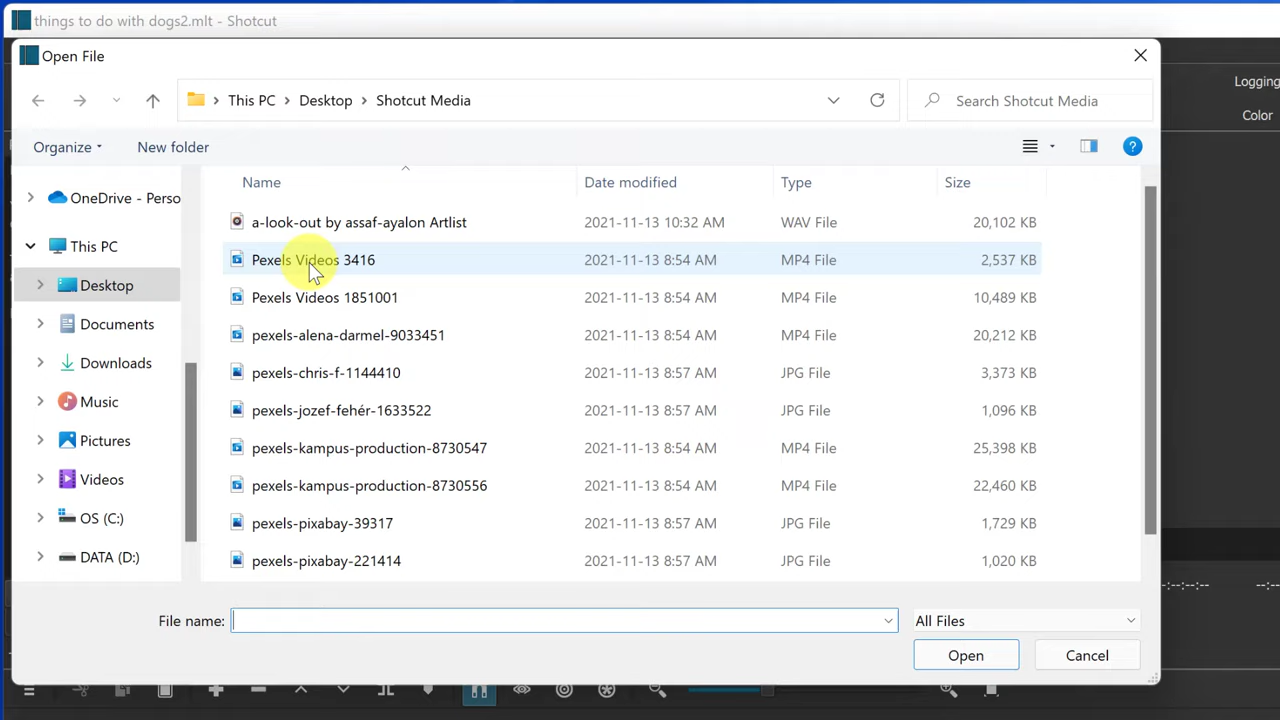 things to do with dogs2.mlt - Shotcut
Open File
This PC > Desktop > Shotcut Media
Search Shotcut Media
Logging
Color
Organize
New folder
Name Date modified Type Size
OneDrive - Perso
This PC
Desktop
Documents
Downloads
Music
Pictures
Videos
OS (C:)
DATA (D:)
a-look-out by assaf-ayalon Artlist 2021-11-13 10:32 AM WAV File 20,102 KB
Pexels Videos 3416 2021-11-13 8:54 AM MP4 File 2,537 KB
Pexels Videos 1851001 2021-11-13 8:54 AM MP4 File 10,489 KB
pexels-alena-darmel-9033451 2021-11-13 8:54 AM MP4 File 20,212 KB
pexels-chris-f-1144410 2021-11-13 8:57 AM JPG File 3,373 KB
pexels-jozef-fehér-1633522 2021-11-13 8:57 AM JPG File 1,096 KB
pexels-kampus-production-8730547 2021-11-13 8:54 AM MP4 File 25,398 KB
pexels-kampus-production-8730556 2021-11-13 8:54 AM MP4 File 22,460 KB
pexels-pixabay-39317 2021-11-13 8:57 AM JPG File 1,729 KB
pexels-pixabay-221414 2021-11-13 8:57 AM JPG File 1,020 KB
--:--:--:-- --:--
File name:
All Files
Open
Cancel